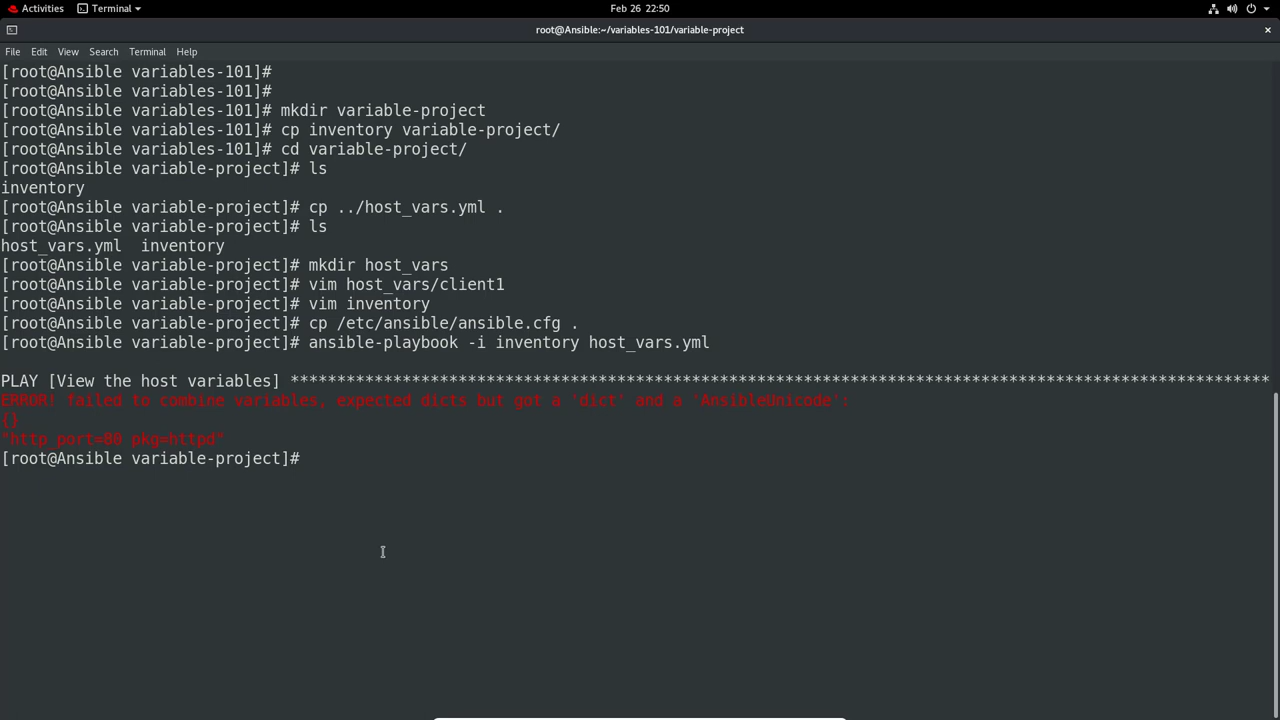 Activities Terminal Feb 26 22:50
root@Ansible:~/variables-101/variable-project ×
File Edit View Search Terminal Help
[root@Ansible variables-101]#
[root@Ansible variables-101]#
[root@Ansible variables-101]# mkdir variable-project
[root@Ansible variables-101]# cp inventory variable-project/
[root@Ansible variables-101]# cd variable-project/
[root@Ansible variable-project]# ls
inventory
[root@Ansible variable-project]# cp ../host_vars.yml .
[root@Ansible variable-project]# ls
host_vars.yml  inventory
[root@Ansible variable-project]# mkdir host_vars
[root@Ansible variable-project]# vim host_vars/client1
[root@Ansible variable-project]# vim inventory
[root@Ansible variable-project]# cp /etc/ansible/ansible.cfg .
[root@Ansible variable-project]# ansible-playbook -i inventory host_vars.yml
PLAY [View the host variables] *********************************************************************************************************
ERROR! failed to combine variables, expected dicts but got a 'dict' and a 'AnsibleUnicode':
{}
"http_port=80 pkg=httpd"
[root@Ansible variable-project]#